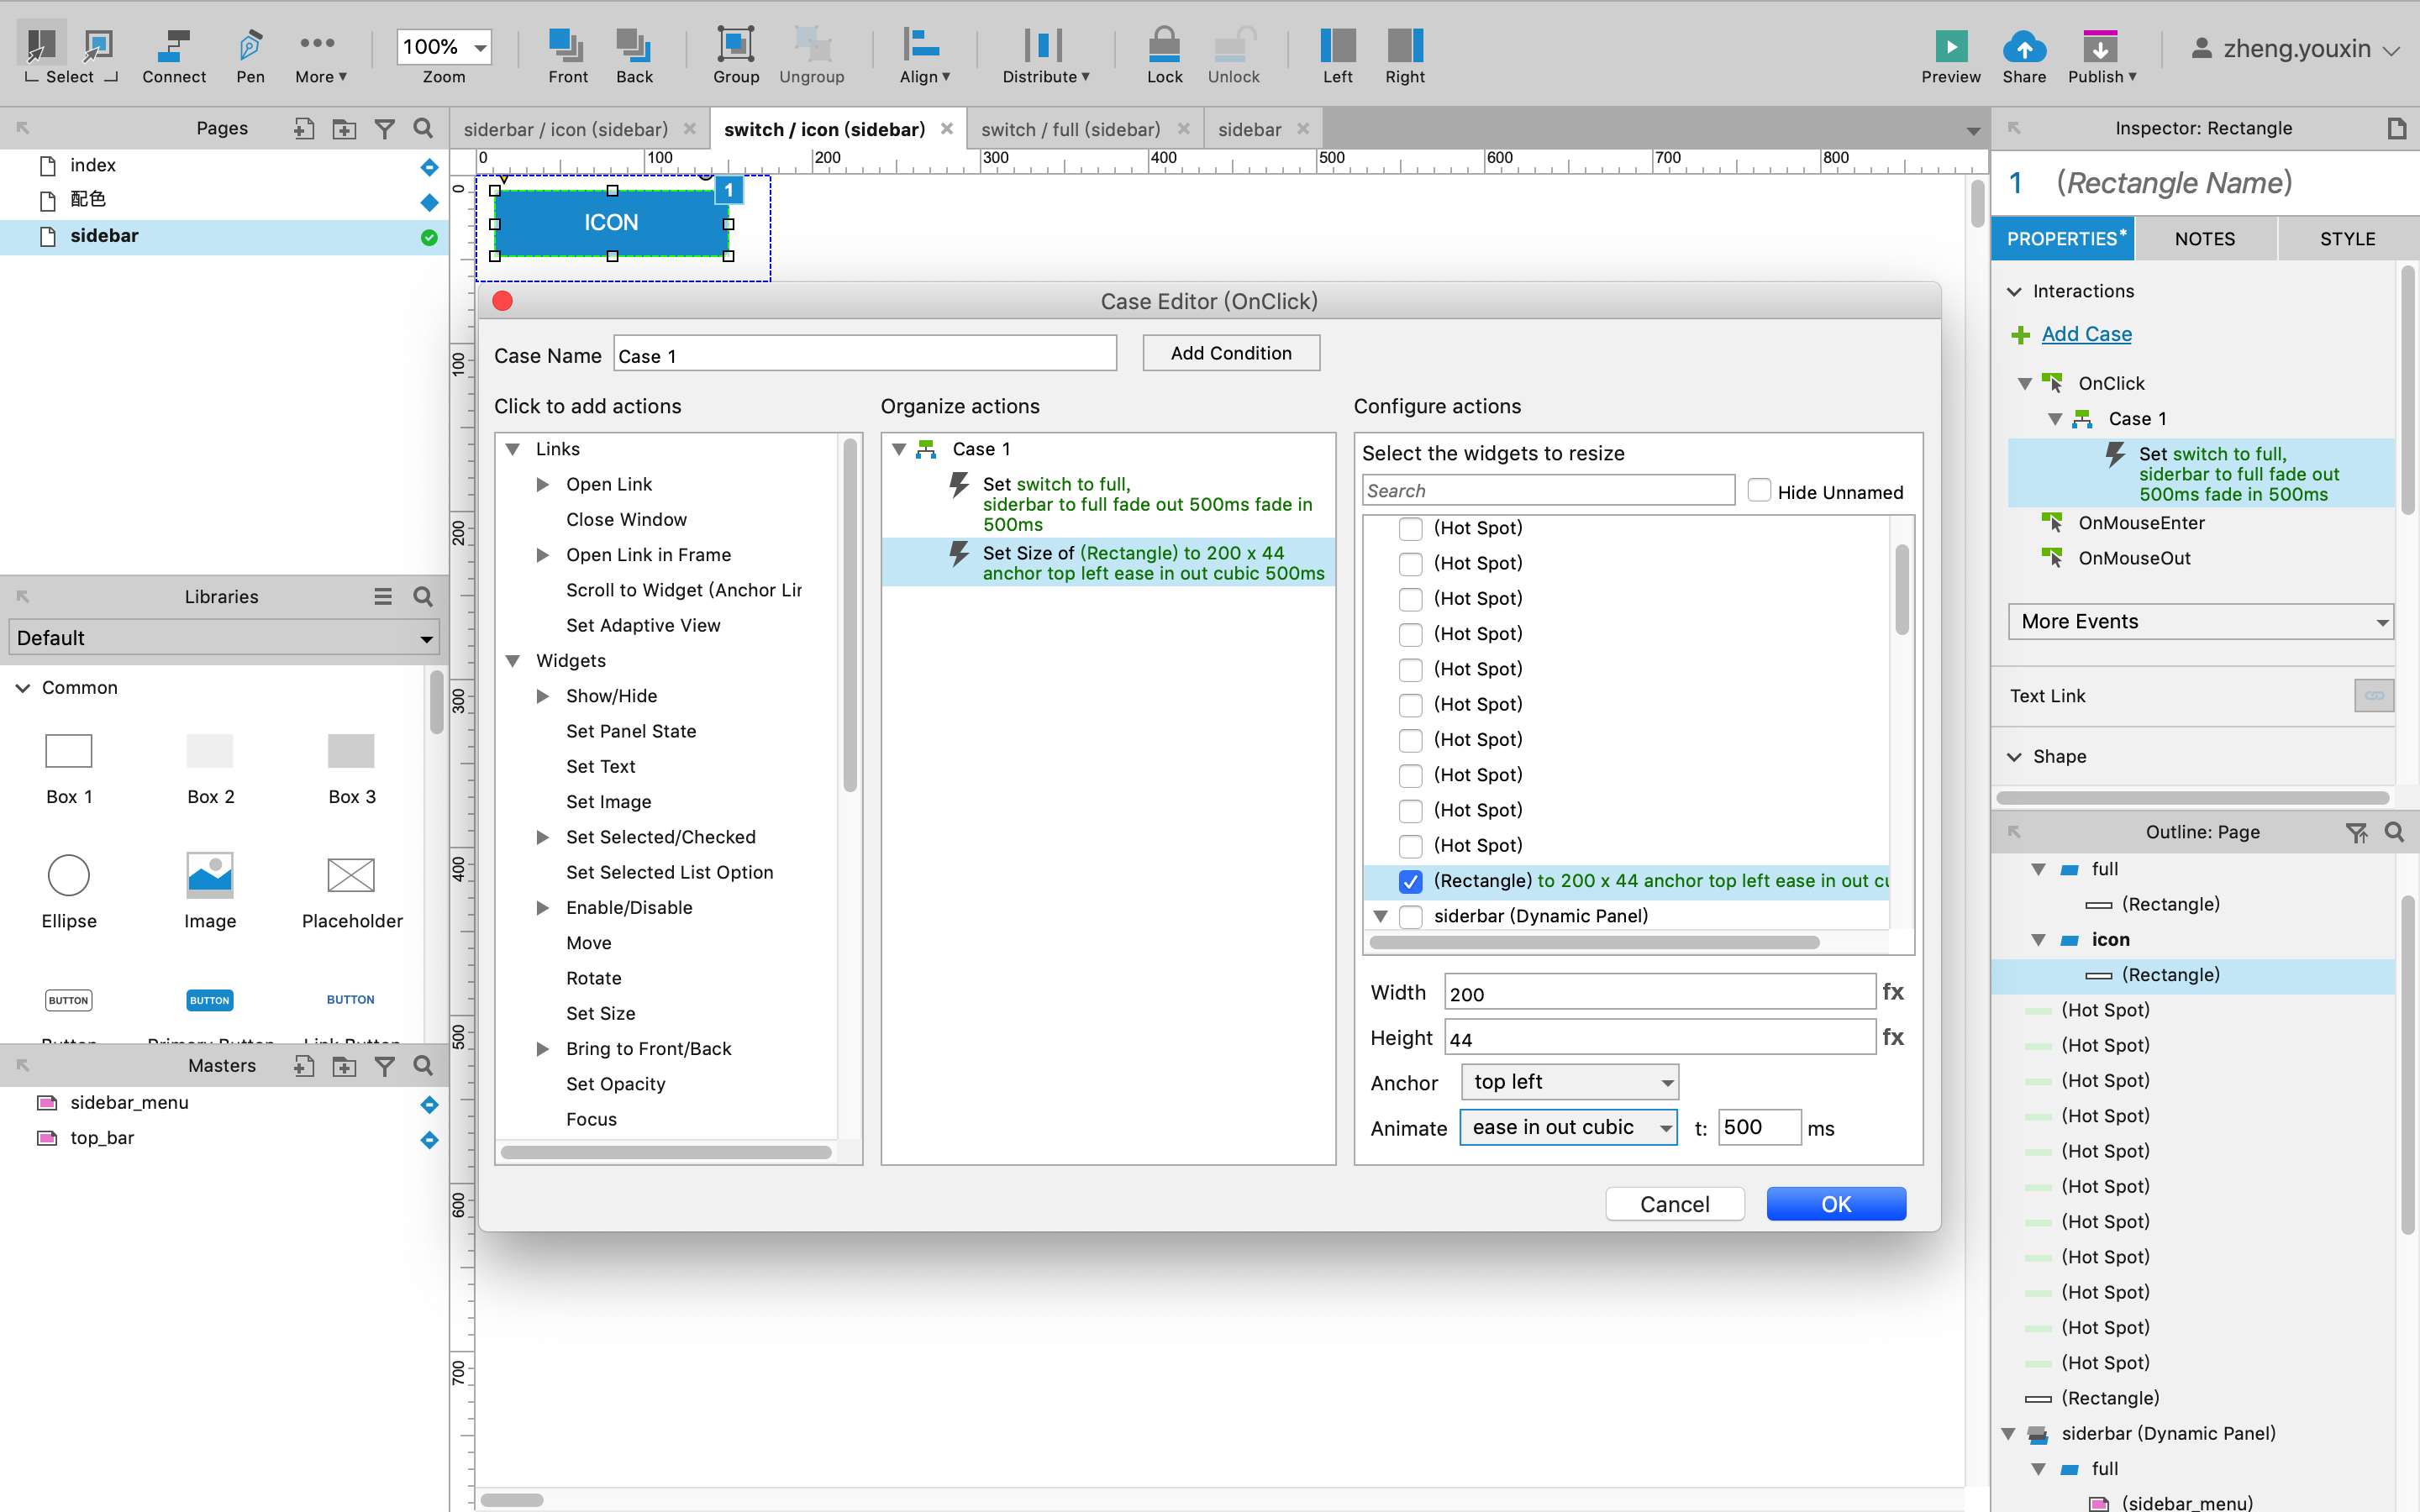 Select
Connect
Pen
More ▾
100%
Zoom
Front
Back
Group
Ungroup
Align ▾
Distribute ▾
Lock
Unlock
Left
Right
Preview
Share
Publish ▾
zheng.youxin
Pages
index
配色
sidebar
Libraries
Default
Common
Box 1
Box 2
Box 3
Ellipse
Image
Placeholder
BUTTON
BUTTON
BUTTON
Button
Primary Button
Link Button
Masters
sidebar_menu
top_bar
siderbar / icon (sidebar)
switch / icon (sidebar)
switch / full (sidebar)
sidebar
0 100 200 300 400 500 600 700 800
0
100
200
300
400
500
600
700
ICON
1
Case Editor (OnClick)
Case Name
Case 1
Add Condition
Click to add actions
Links
Open Link
Close Window
Open Link in Frame
Scroll to Widget (Anchor Lin
Set Adaptive View
Widgets
Show/Hide
Set Panel State
Set Text
Set Image
Set Selected/Checked
Set Selected List Option
Enable/Disable
Move
Rotate
Set Size
Bring to Front/Back
Set Opacity
Focus
Organize actions
Case 1
Set switch to full,
siderbar to full fade out 500ms fade in
500ms
Set Size of (Rectangle) to 200 x 44
anchor top left ease in out cubic 500ms
Configure actions
Select the widgets to resize
Search
Hide Unnamed
(Hot Spot)
(Hot Spot)
(Hot Spot)
(Hot Spot)
(Hot Spot)
(Hot Spot)
(Hot Spot)
(Hot Spot)
(Hot Spot)
(Hot Spot)
(Rectangle) to 200 x 44 anchor top left ease in out cu
siderbar (Dynamic Panel)
Width
200
fx
Height
44
fx
Anchor
top left
Animate
ease in out cubic
t:
500
ms
Cancel
OK
Inspector: Rectangle
1
(Rectangle Name)
PROPERTIES*
NOTES
STYLE
Interactions
Add Case
OnClick
Case 1
Set switch to full,
siderbar to full fade out
500ms fade in 500ms
OnMouseEnter
OnMouseOut
More Events
Text Link
Shape
Outline: Page
full
(Rectangle)
icon
(Rectangle)
(Hot Spot)
(Hot Spot)
(Hot Spot)
(Hot Spot)
(Hot Spot)
(Hot Spot)
(Hot Spot)
(Hot Spot)
(Hot Spot)
(Hot Spot)
(Hot Spot)
(Rectangle)
siderbar (Dynamic Panel)
full
(sidebar_menu)